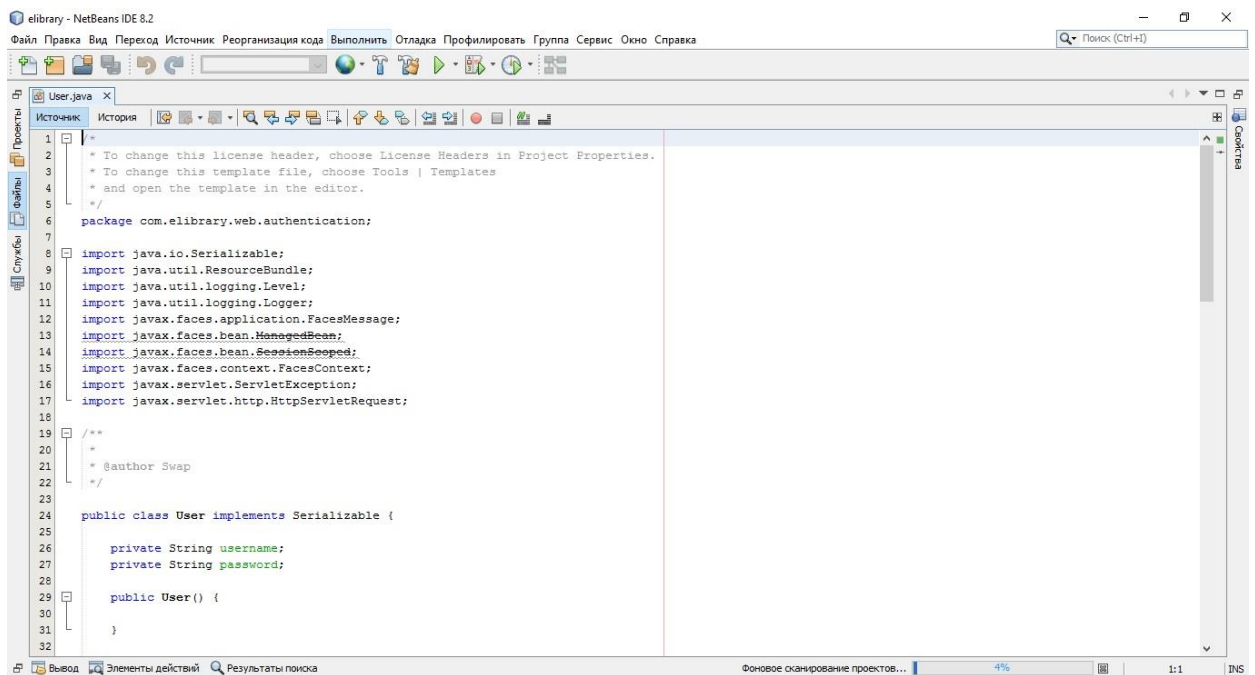 elibrary - NetBeans IDE 8.2
Файл Правка Вид Переход Источник Реорганизация кода Выполнить Отладка Профилировать Группа Сервис Окно Справка
Поиск (Ctrl+I)
User.java
Источник История
Проекты
Файлы
Службы
Свойства
1 /*
2 * To change this license header, choose License Headers in Project Properties.
3 * To change this template file, choose Tools | Templates
4 * and open the template in the editor.
5 */
6 package com.elibrary.web.authentication;
7
8 import java.io.Serializable;
9 import java.util.ResourceBundle;
10 import java.util.logging.Level;
11 import java.util.logging.Logger;
12 import javax.faces.application.FacesMessage;
13 import javax.faces.bean.ManagedBean;
14 import javax.faces.bean.SessionScoped;
15 import javax.faces.context.FacesContext;
16 import javax.servlet.ServletException;
17 import javax.servlet.http.HttpServletRequest;
18
19 /**
20 *
21 * @author Swap
22 */
23
24 public class User implements Serializable {
25
26 private String username;
27 private String password;
28
29 public User() {
30
31 }
32
Вывод Элементы действий Результаты поиска Фоновое сканирование проектов... 4% 1:1 INS